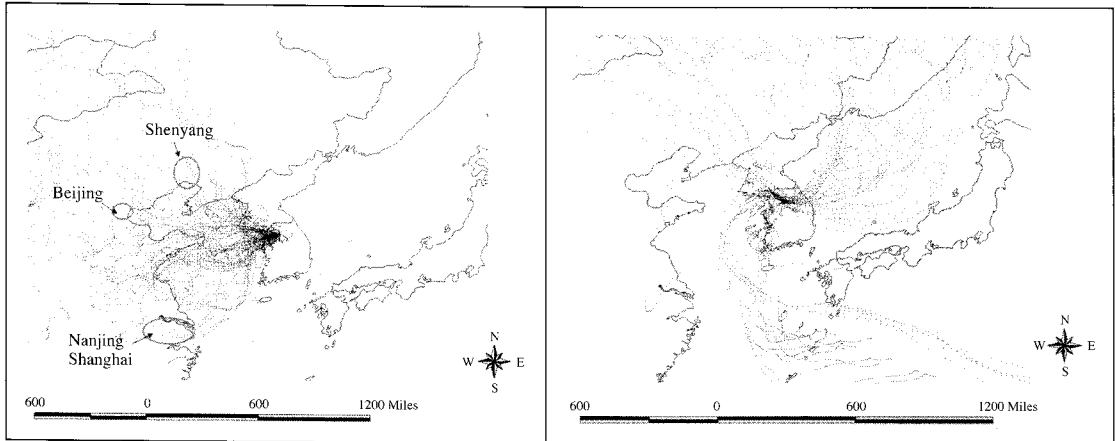 Shenyang
Beijing
Nanjing
Shanghai
N
W E
S
600 0 600 1200 Miles
N
W E
S
600 0 600 1200 Miles